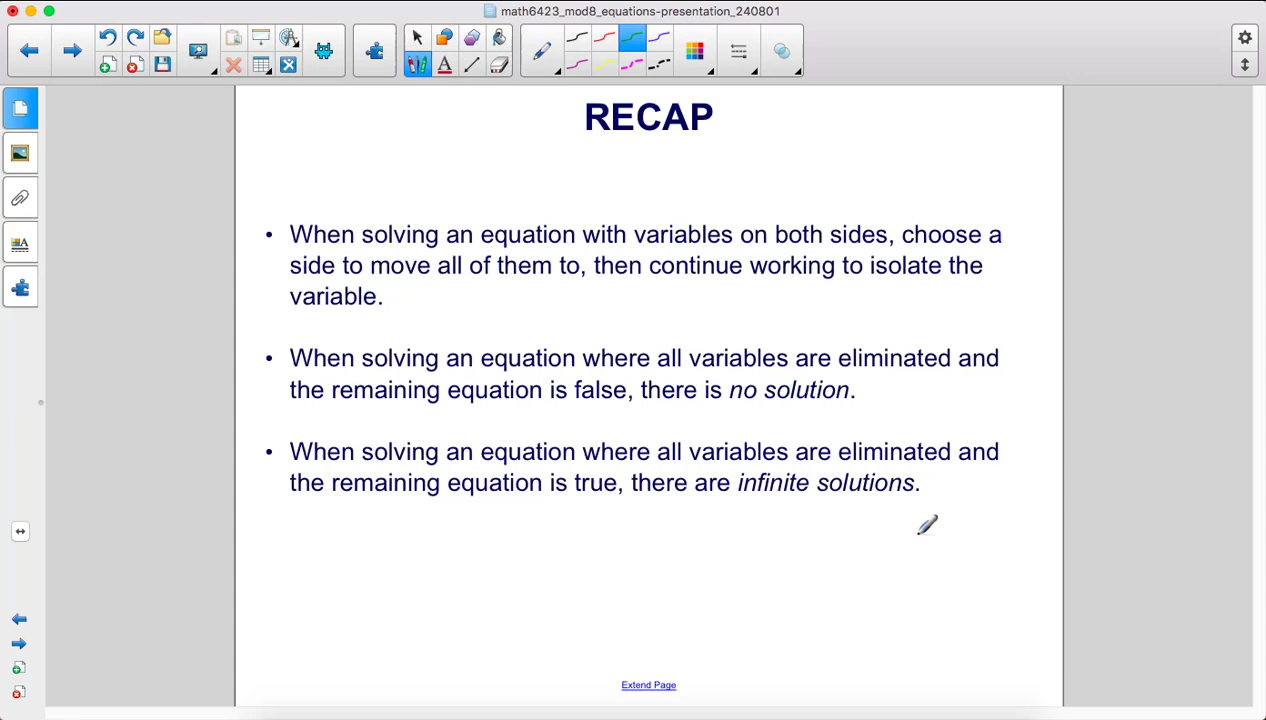 math6423_mod8_equations-presentation_240801
RECAP
• When solving an equation with variables on both sides, choose a
side to move all of them to, then continue working to isolate the
variable.
• When solving an equation where all variables are eliminated and
the remaining equation is false, there is no solution.
• When solving an equation where all variables are eliminated and
the remaining equation is true, there are infinite solutions.
Extend Page